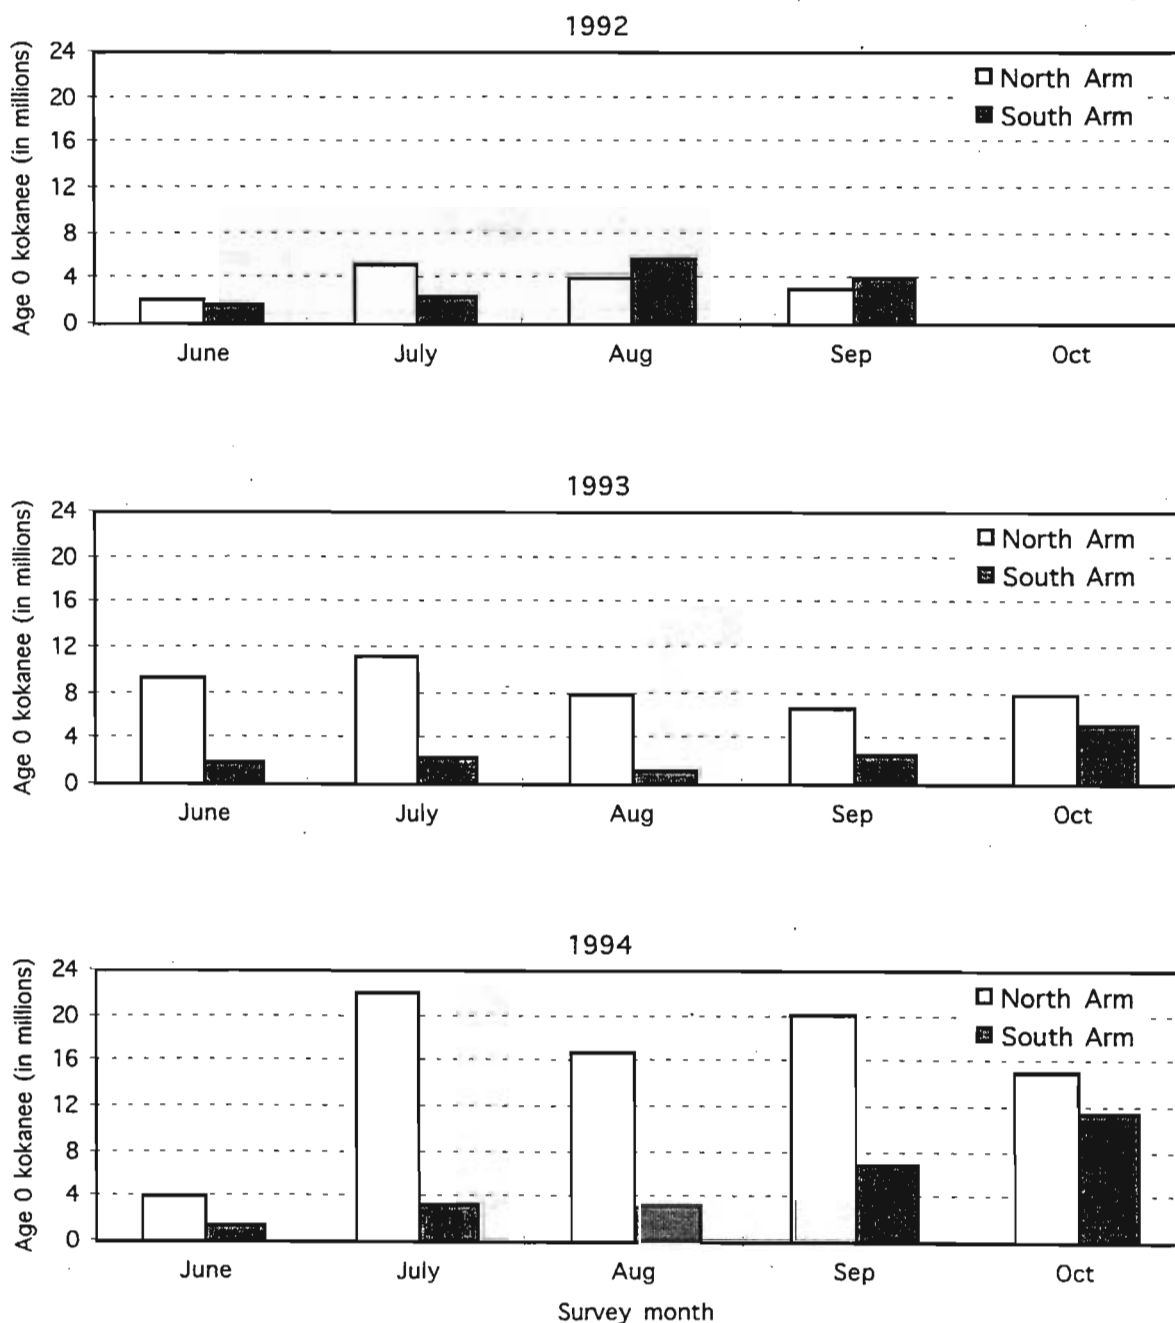 1992
Age 0 kokanee (in millions)
24
20
16
12
8
4
0
North Arm
South Arm
June July Aug Sep Oct
1993
Age 0 kokanee (in millions)
24
20
16
12
8
4
0
North Arm
South Arm
June July Aug Sep Oct
1994
Age 0 kokanee (in millions)
24
20
16
12
8
4
0
North Arm
South Arm
June July Aug Sep Oct
Survey month